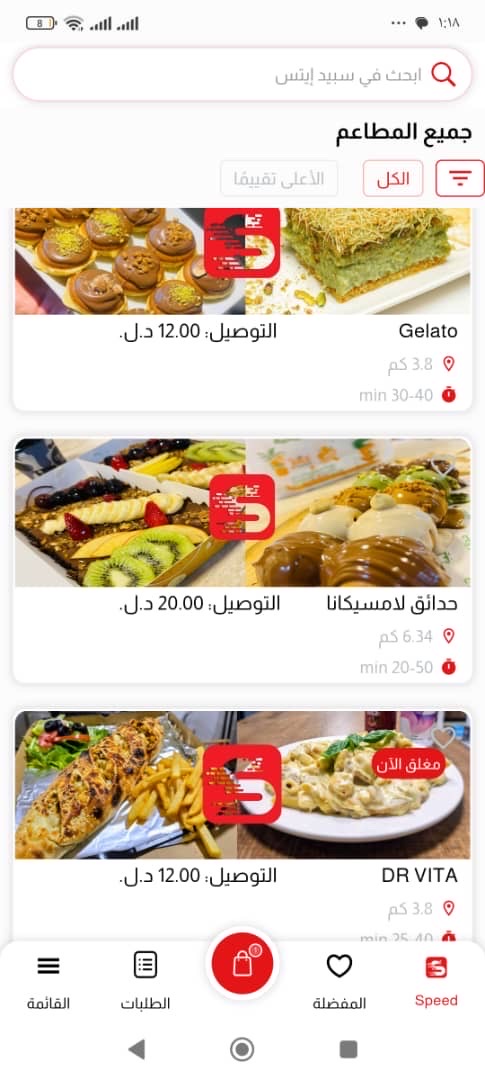 ١:١٨
8
ابحث في سبيد إيتس
جميع المطاعم
الكل
الأعلى تقييمًا
Gelato
التوصيل: 12.00 د.ل.
3.8 كم
30-40 min
حدائق لامسيكانا
التوصيل: 20.00 د.ل.
6.34 كم
20-50 min
مغلق الآن
DR VITA
التوصيل: 12.00 د.ل.
3.8 كم
25-40 min
1
Speed
المفضلة
الطلبات
القائمة